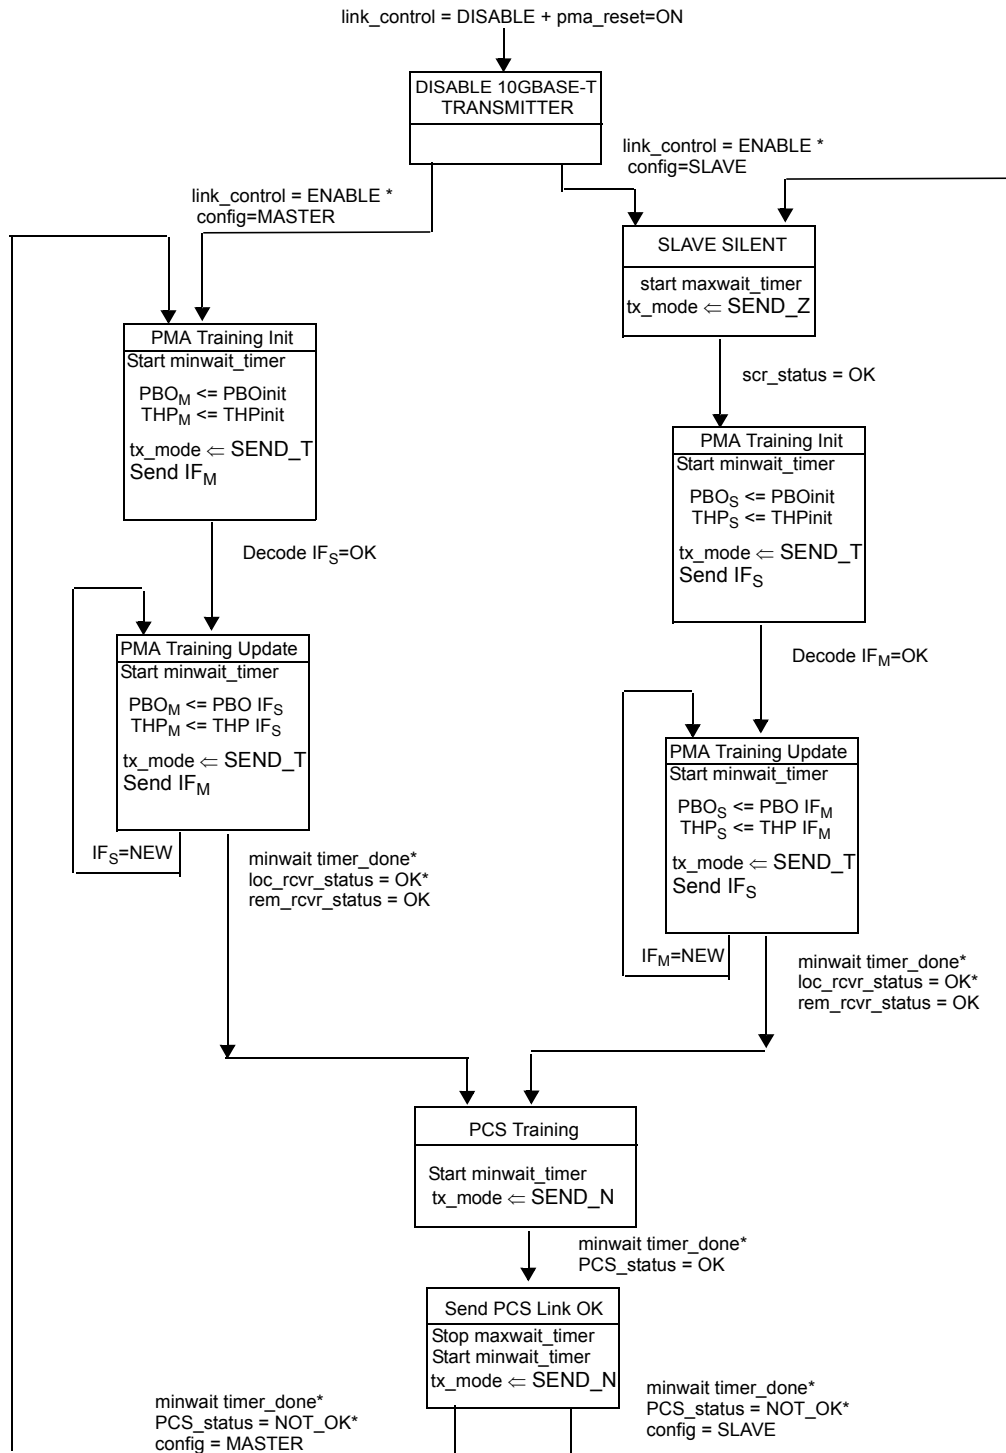 link_control = DISABLE + pma_reset=ON
DISABLE 10GBASE-T
TRANSMITTER
link_control = ENABLE *
config=SLAVE
link_control = ENABLE *
config=MASTER
SLAVE SILENT
start maxwait_timer
tx_mode ⇐ SEND_Z
PMA Training Init
Start minwait_timer
PBOM <= PBOinit
THPM <= THPinit
tx_mode ⇐ SEND_T
Send IFM
scr_status = OK
PMA Training Init
Start minwait_timer
PBOS <= PBOinit
THPS <= THPinit
tx_mode ⇐ SEND_T
Send IFS
Decode IFS=OK
PMA Training Update
Start minwait_timer
PBOM <= PBO IFS
THPM <= THP IFS
tx_mode ⇐ SEND_T
Send IFM
IFS=NEW
Decode IFM=OK
PMA Training Update
Start minwait_timer
PBOS <= PBO IFM
THPS <= THP IFM
tx_mode ⇐ SEND_T
Send IFS
IFM=NEW
minwait timer_done*
loc_rcvr_status = OK*
rem_rcvr_status = OK
minwait timer_done*
loc_rcvr_status = OK*
rem_rcvr_status = OK
PCS Training
Start minwait_timer
tx_mode ⇐ SEND_N
minwait timer_done*
PCS_status = OK
Send PCS Link OK
Stop maxwait_timer
Start minwait_timer
tx_mode ⇐ SEND_N
minwait timer_done*
PCS_status = NOT_OK*
config = MASTER
minwait timer_done*
PCS_status = NOT_OK*
config = SLAVE